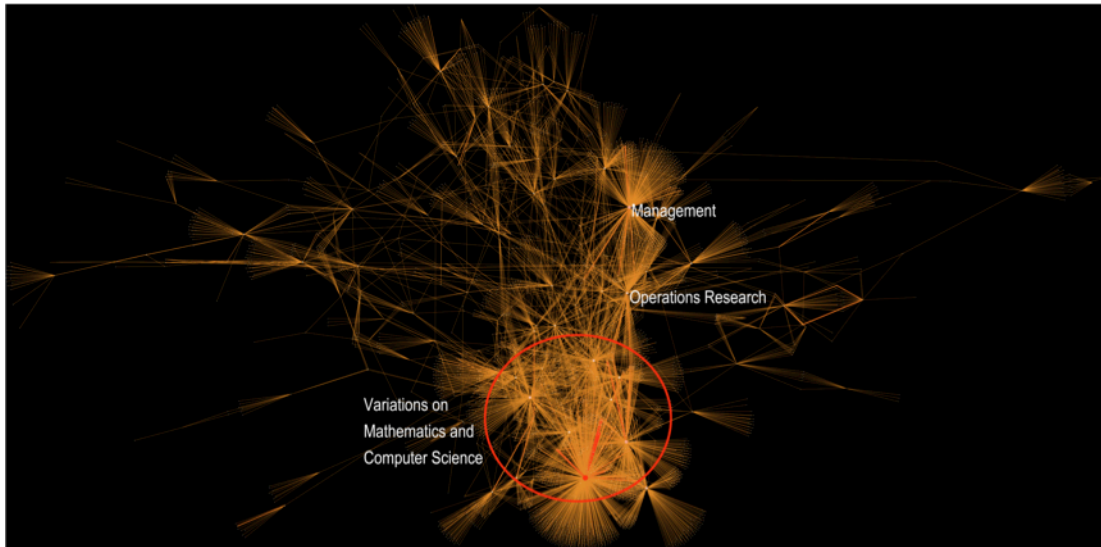 Management
Operations Research
Variations on
Mathematics and
Computer Science